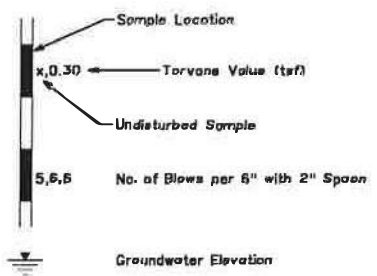 Sample Location
x,0.30 Torvane Value (tsf)
Undisturbed Sample
5,6,6 No. of Blows per 6" with 2" Spoon
Groundwater Elevation